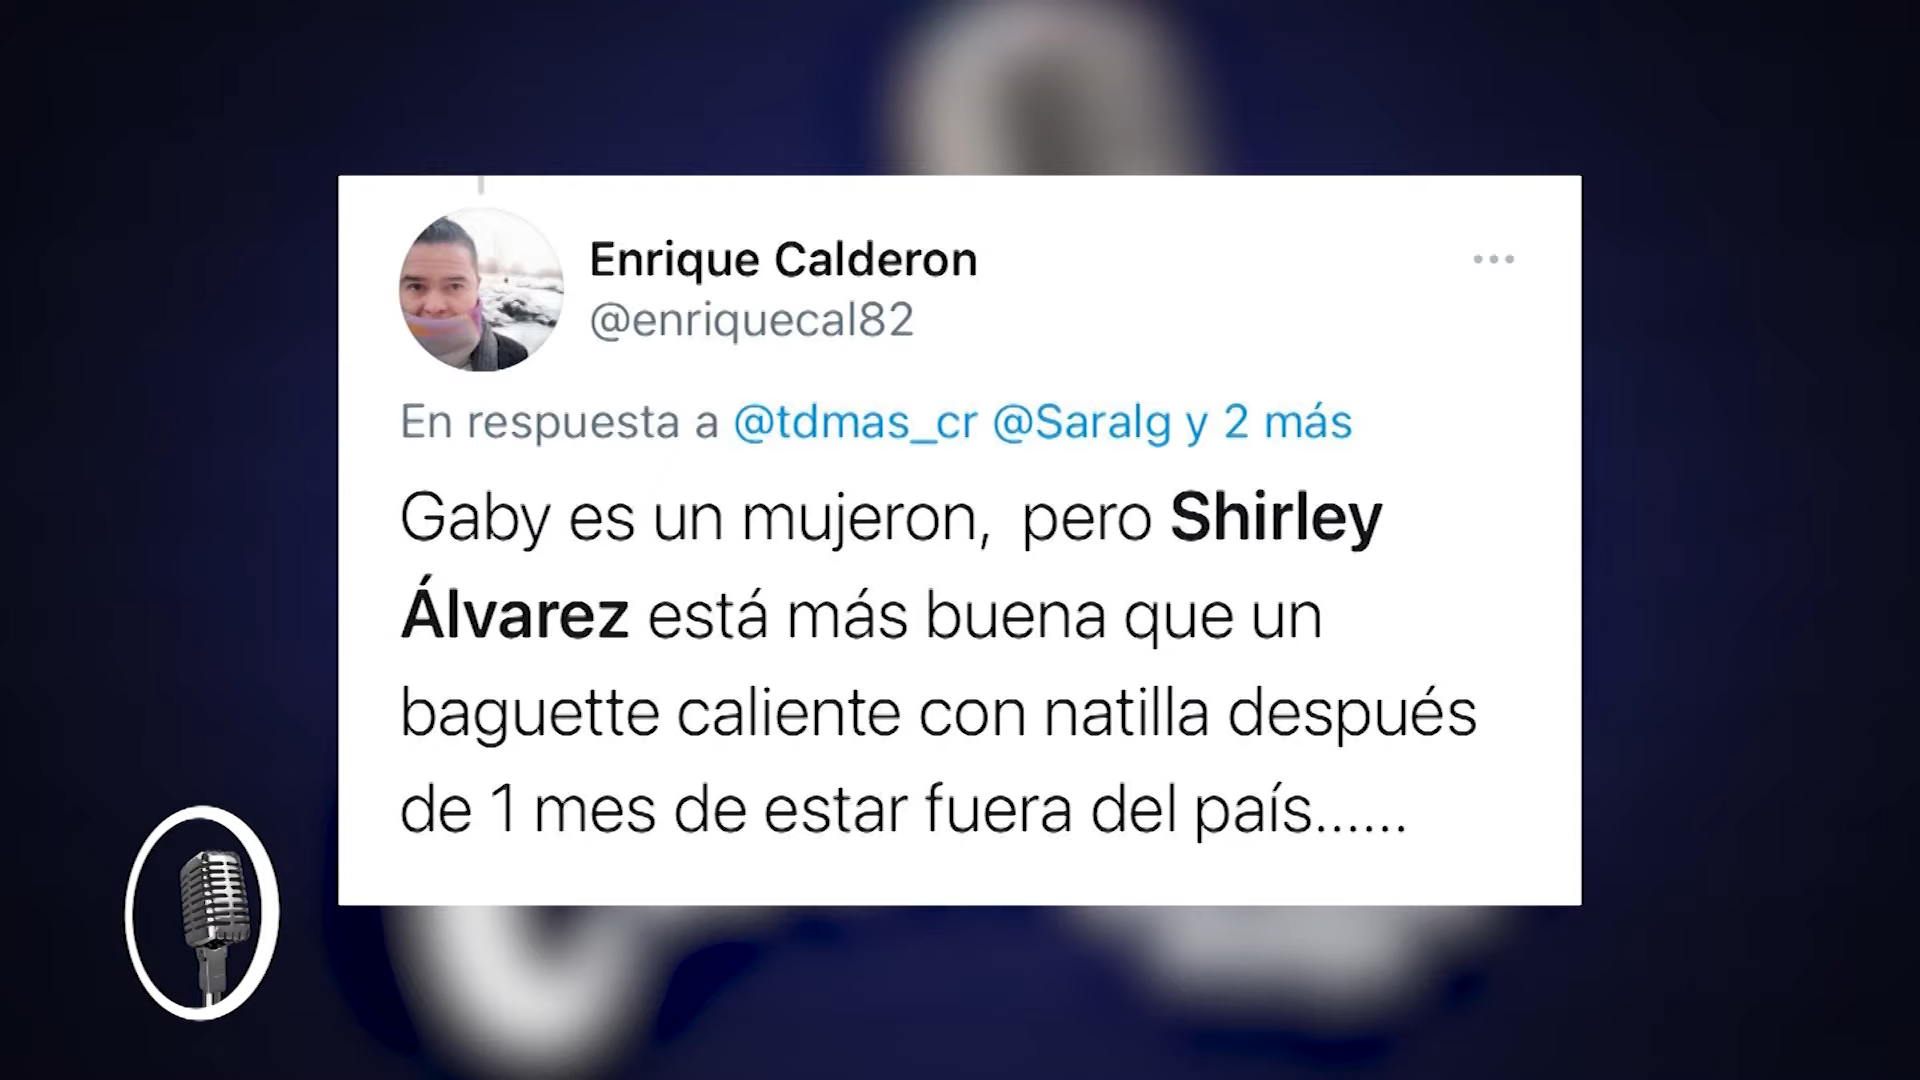 Enrique Calderon
@enriquecal82
En respuesta a @tdmas_cr @Saralg y 2 más
Gaby es un mujeron,  pero Shirley
Álvarez está más buena que un
baguette caliente con natilla después
de 1 mes de estar fuera del país......